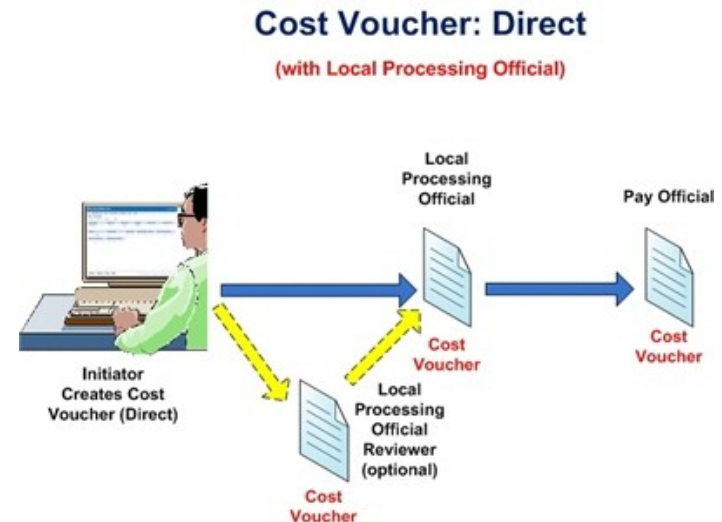 Cost Voucher: Direct
(with Local Processing Official)
Local
Processing
Official
Pay Official
Cost
Voucher
Cost
Voucher
Initiator
Creates Cost
Voucher (Direct)
Local
Processing
Official
Reviewer
(optional)
Cost
Voucher